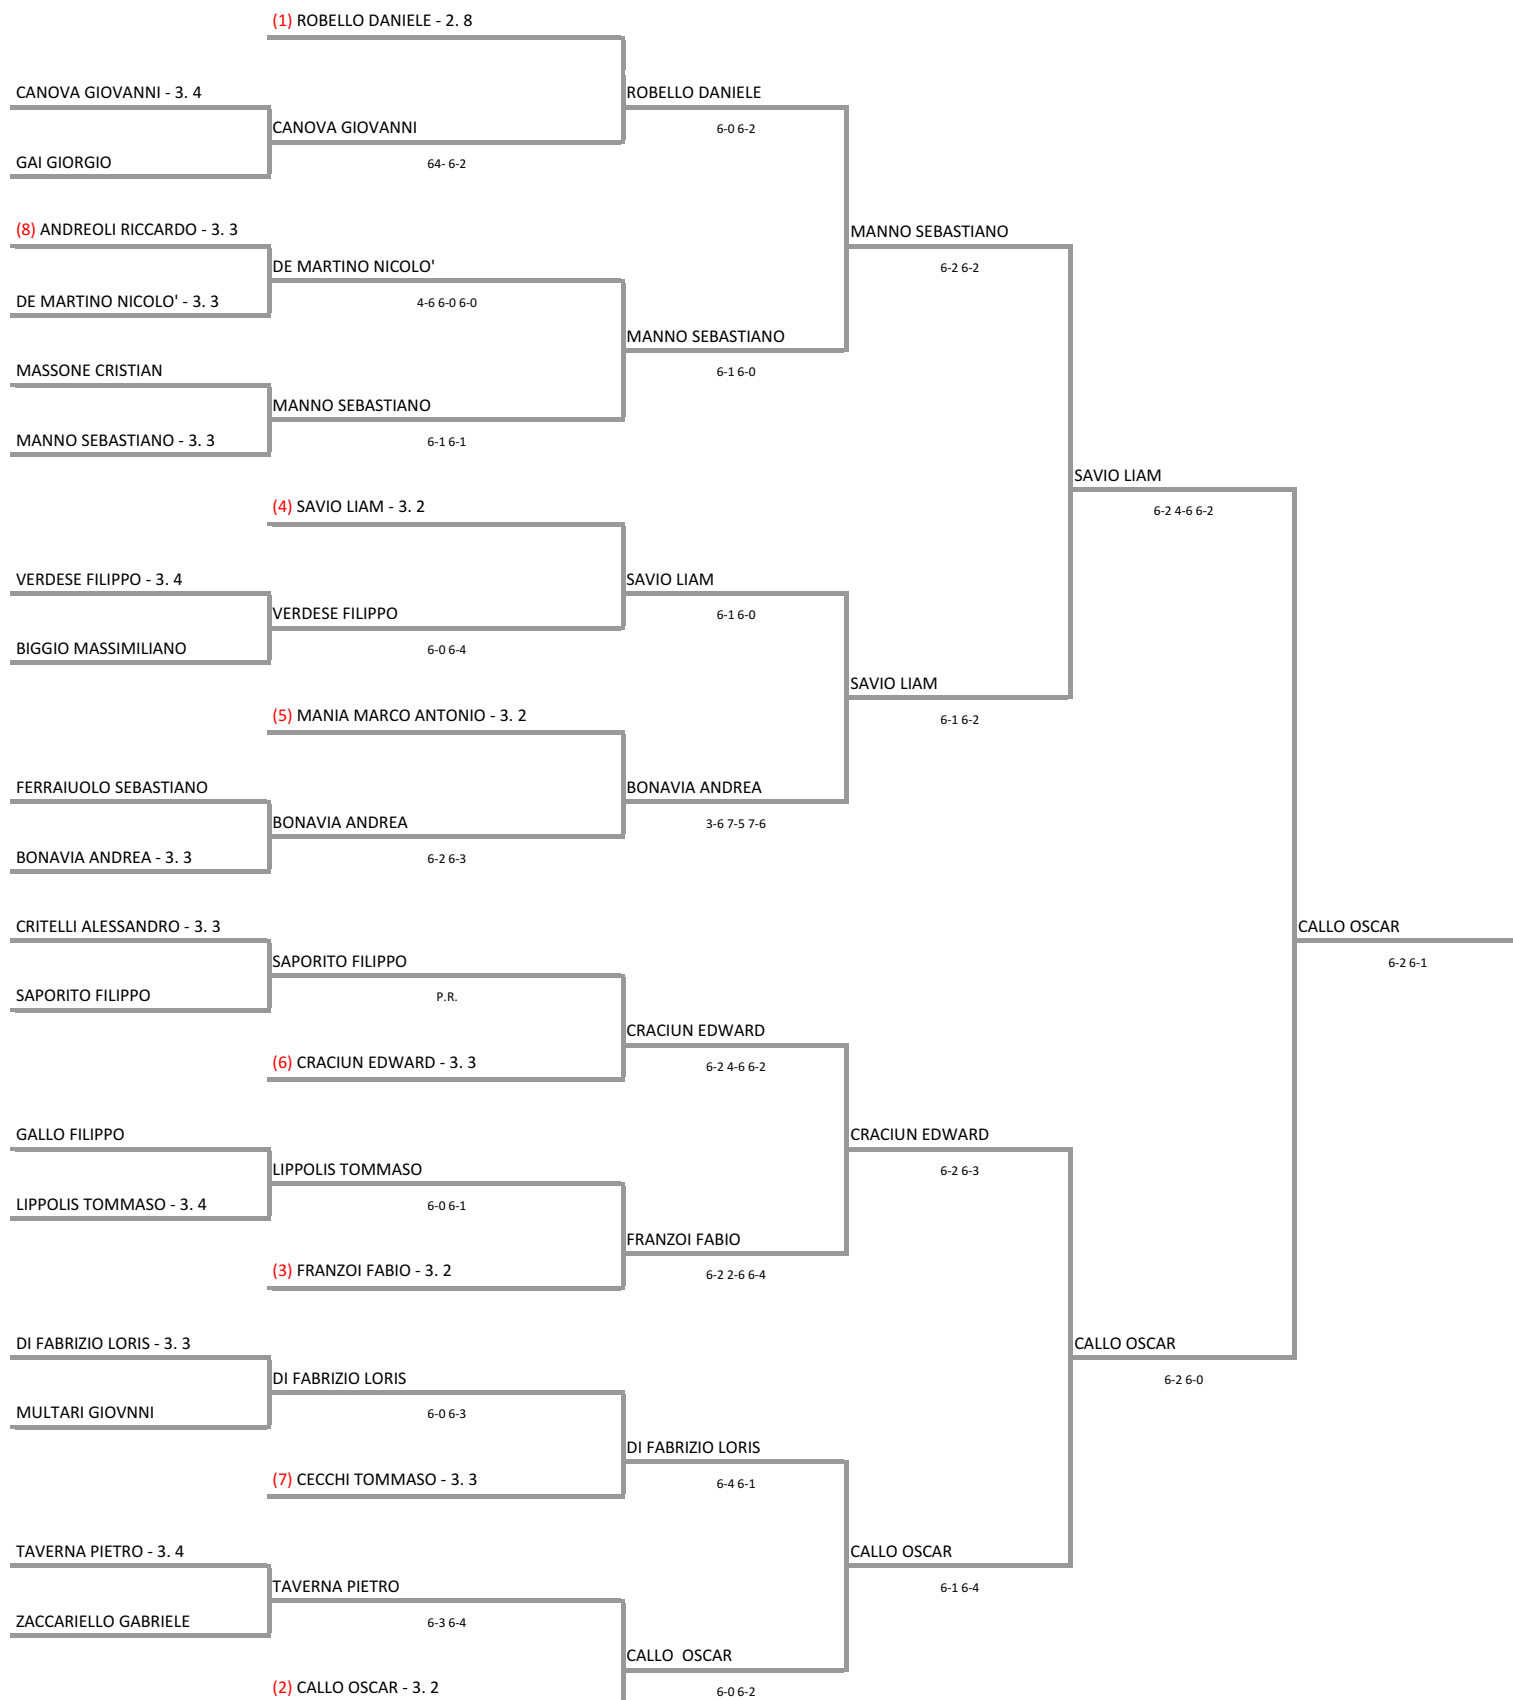 (1) ROBELLO DANIELE - 2. 8
CANOVA GIOVANNI - 3. 4
ROBELLO DANIELE
CANOVA GIOVANNI
6-0 6-2
GAI GIORGIO
64- 6-2
(8) ANDREOLI RICCARDO - 3. 3
MANNO SEBASTIANO
DE MARTINO NICOLO'
6-2 6-2
DE MARTINO NICOLO' - 3. 3
4-6 6-0 6-0
MANNO SEBASTIANO
MASSONE CRISTIAN
6-1 6-0
MANNO SEBASTIANO
MANNO SEBASTIANO - 3. 3
6-1 6-1
SAVIO LIAM
(4) SAVIO LIAM - 3. 2
6-2 4-6 6-2
VERDESE FILIPPO - 3. 4
SAVIO LIAM
VERDESE FILIPPO
6-1 6-0
BIGGIO MASSIMILIANO
6-0 6-4
SAVIO LIAM
(5) MANIA MARCO ANTONIO - 3. 2
6-1 6-2
FERRAIUOLO SEBASTIANO
BONAVIA ANDREA
BONAVIA ANDREA
3-6 7-5 7-6
BONAVIA ANDREA - 3. 3
6-2 6-3
CRITELLI ALESSANDRO - 3. 3
CALLO OSCAR
SAPORITO FILIPPO
6-2 6-1
SAPORITO FILIPPO
P.R.
CRACIUN EDWARD
(6) CRACIUN EDWARD - 3. 3
6-2 4-6 6-2
GALLO FILIPPO
CRACIUN EDWARD
LIPPOLIS TOMMASO
6-2 6-3
LIPPOLIS TOMMASO - 3. 4
6-0 6-1
FRANZOI FABIO
(3) FRANZOI FABIO - 3. 2
6-2 2-6 6-4
DI FABRIZIO LORIS - 3. 3
CALLO OSCAR
DI FABRIZIO LORIS
6-2 6-0
MULTARI GIOVNNI
6-0 6-3
DI FABRIZIO LORIS
(7) CECCHI TOMMASO - 3. 3
6-4 6-1
TAVERNA PIETRO - 3. 4
CALLO OSCAR
TAVERNA PIETRO
6-1 6-4
ZACCARIELLO GABRIELE
6-3 6-4
CALLO  OSCAR
(2) CALLO OSCAR - 3. 2
6-0 6-2